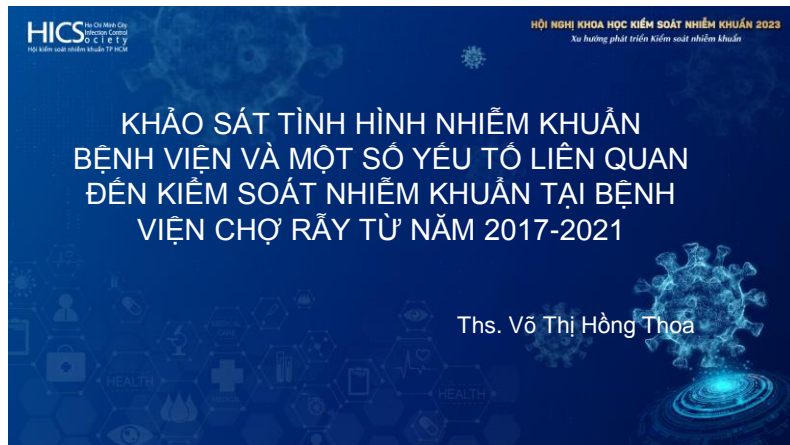 HICS Ho Chi Minh City
Infection Control
Society
Hội kiểm soát nhiễm khuẩn TP HCM
HỘI NGHỊ KHOA HỌC KIỂM SOÁT NHIỄM KHUẨN 2023
Xu hướng phát triển Kiểm soát nhiễm khuẩn
KHẢO SÁT TÌNH HÌNH NHIỄM KHUẨN
BỆNH VIỆN VÀ MỘT SỐ YẾU TỐ LIÊN QUAN
ĐẾN KIỂM SOÁT NHIỄM KHUẨN TẠI BỆNH
VIỆN CHỢ RẪY TỪ NĂM 2017-2021
Ths. Võ Thị Hồng Thoa
HEALTH
MEDICAL
HEALTH